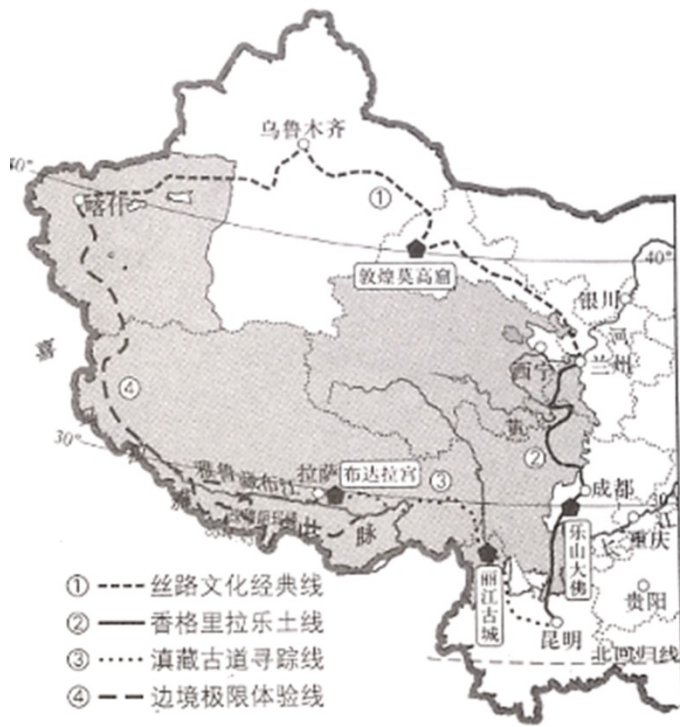 乌鲁木齐
40°
喀什
①
敦煌莫高窟
40°
银川
河
西宁
兰州
黄
④
30°
雅鲁藏布江
拉萨
布达拉宫
③
②
成都
30°
江
重庆
脉
丽江古城
乐山大佛
贵阳
昆明
北回归线
① 丝路文化经典线
② 香格里拉乐土线
③ 滇藏古道寻踪线
④ 边境极限体验线